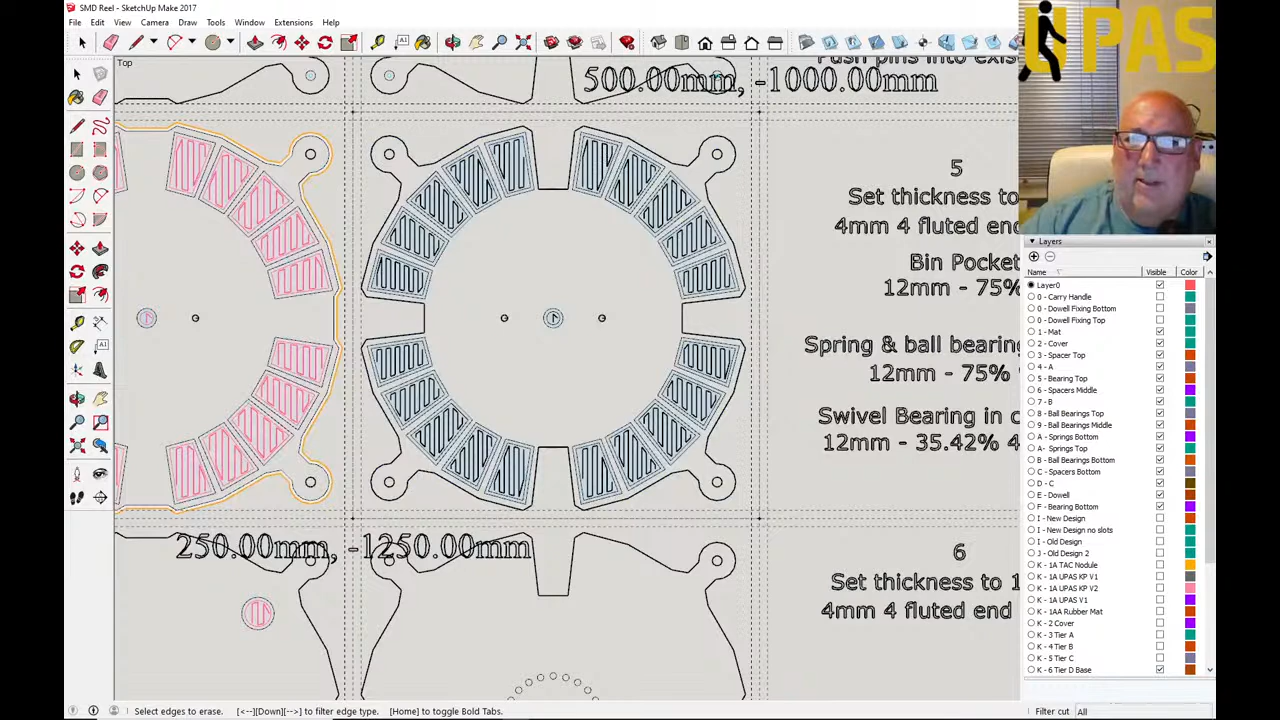 SMD Reel - SketchUp Make 2017
File Edit View Camera Draw Tools Window Extensions Help
UPAS
Top
Push pins into exis
500.00mm, -1000.00mm
5
Set thickness to
4mm 4 fluted end
Bin Pocket
12mm - 75%
Spring & ball bearing
12mm - 75%
Swivel Bearing in c
12mm - 35.42% 4
250.00mm, -1250.00mm
6
Set thickness to 1
4mm 4 fluted end
Layers
Name Visible Color
Layer0
0 - Carry Handle
0 - Dowell Fixing Bottom
0 - Dowell Fixing Top
1 - Mat
2 - Cover
3 - Spacer Top
4 - A
5 - Bearing Top
6 - Spacers Middle
7 - B
8 - Ball Bearings Top
9 - Ball Bearings Middle
A - Springs Bottom
A- Springs Top
B - Ball Bearings Bottom
C - Spacers Bottom
D - C
E - Dowell
F - Bearing Bottom
I - New Design
I - New Design no slots
I - Old Design
J - Old Design 2
K - 1A TAC Nodule
K - 1A UPAS KP V1
K - 1A UPAS KP V2
K - 1A UPAS V1
K - 1AA Rubber Mat
K - 2 Cover
K - 3 Tier A
K - 4 Tier B
K - 5 Tier C
K - 6 Tier D Base
Select edges to erase. [<--][Down][-->] to filter edge type. [Home] to toggle Bold Tabs.
Filter cut All